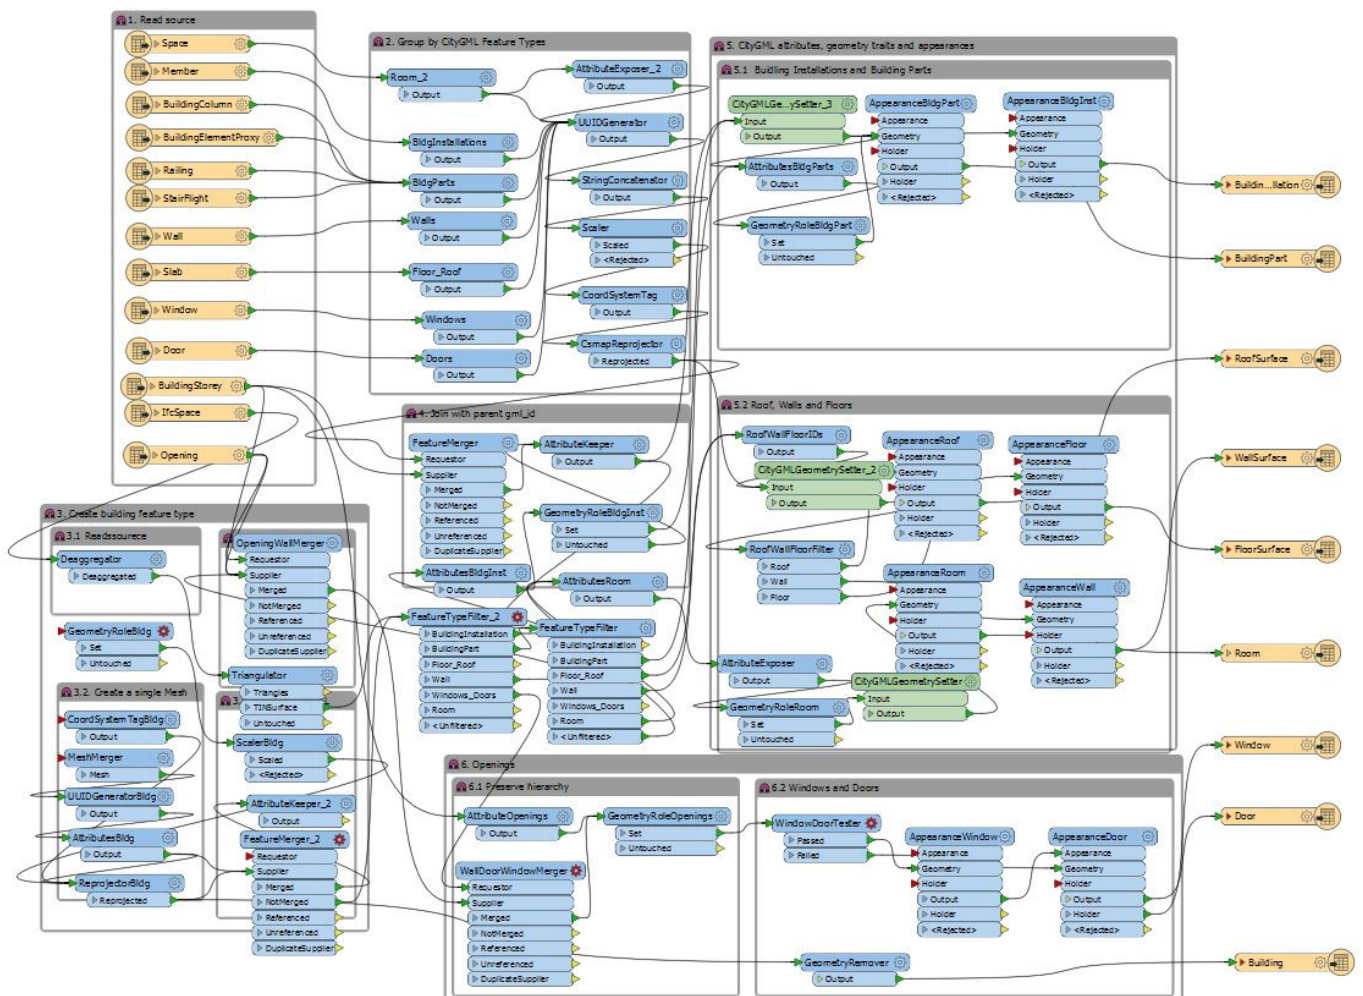 1. Read source
Space
Member
BuildingColumn
BuildingElementProxy
Railing
StairFlight
Wall
Slab
Window
Door
BuildingStorey
IfcSpace
Opening
2. Group by CityGML Feature Types
Room_2
Output
BldgInstallations
Output
BldgParts
Output
Walls
Output
Floor_Roof
Output
Windows
Output
Doors
Output
AttributeExposer_2
Output
UUIDGenerator
Output
StringConcatenator
Output
Scaler
Scaled
<Rejected>
CoordSystemTag
Output
CsmapReprojector
Reprojected
3. Create building feature type
3.1 Readssourece
Deaggregator
Deaggregated
GeometryRoleBldg
Set
Untouched
3.2. Create a single Mesh
CoordSystemTagBldg
Output
MeshMerger
Mesh
UUIDGeneratorBldg
Output
AttributesBldg
Output
ReprojectorBldg
Reprojected
OpeningWallMerger
Requestor
Supplier
Merged
NotMerged
Referenced
Unreferenced
DuplicateSupplier
Triangulator
Triangles
TINSurface
Untouched
ScalerBldg
Scaled
<Rejected>
AttributeKeeper_2
Output
FeatureMerger_2
Requestor
Supplier
Merged
NotMerged
Referenced
Unreferenced
DuplicateSupplier
4. Join with parent gml_id
FeatureMerger
Requestor
Supplier
Merged
NotMerged
Referenced
Unreferenced
DuplicateSupplier
AttributesBldgInst
Output
FeatureTypeFilter_2
BuildingInstallation
BuildingPart
Floor_Roof
Wall
Windows_Doors
Room
<Unfiltered>
AttributeKeeper
Output
GeometryRoleBldgInst
Set
Untouched
AttributesRoom
Output
FeatureTypeFilter
BuildingInstallation
BuildingPart
Floor_Roof
Wall
Windows_Doors
Room
<Unfiltered>
5. CityGML attributes, geometry traits and appearances
5.1 Buidling Installations and Building Parts
CityGMLGe...ySetter_3
Input
Output
AttributesBldgParts
Output
GeometryRoleBldgPart
Set
Untouched
AppearanceBldgPart
Appearance
Geometry
Holder
Output
Holder
<Rejected>
AppearanceBldgInst
Appearance
Geometry
Holder
Output
Holder
<Rejected>
5.2 Roof, Walls and Floors
RoofWallFloorIDs
Output
CityGMLGeometrySetter_2
Input
Output
RoofWallFloorFilter
Roof
Wall
Floor
AttributeExposer
Output
GeometryRoleRoom
Set
Untouched
AppearanceRoof
Appearance
Geometry
Holder
Output
Holder
<Rejected>
AppearanceRoom
Appearance
Geometry
Holder
Output
Holder
<Rejected>
CityGMLGeometrySetter
Input
Output
AppearanceFloor
Appearance
Geometry
Holder
Output
Holder
<Rejected>
AppearanceWall
Appearance
Geometry
Holder
Output
Holder
<Rejected>
6. Openings
6.1 Preserve hierarchy
AttributeOpenings
Output
WallDoorWindowMerger
Requestor
Supplier
Merged
NotMerged
Referenced
Unreferenced
DuplicateSupplier
GeometryRoleOpenings
Set
Untouched
6.2 Windows and Doors
WindowDoorTester
Passed
Failed
AppearanceWindow
Appearance
Geometry
Holder
Output
Holder
<Rejected>
AppearanceDoor
Appearance
Geometry
Holder
Output
Holder
<Rejected>
GeometryRemover
Output
Buildin...llation
BuildingPart
RoofSurface
WallSurface
FloorSurface
Room
Window
Door
Building